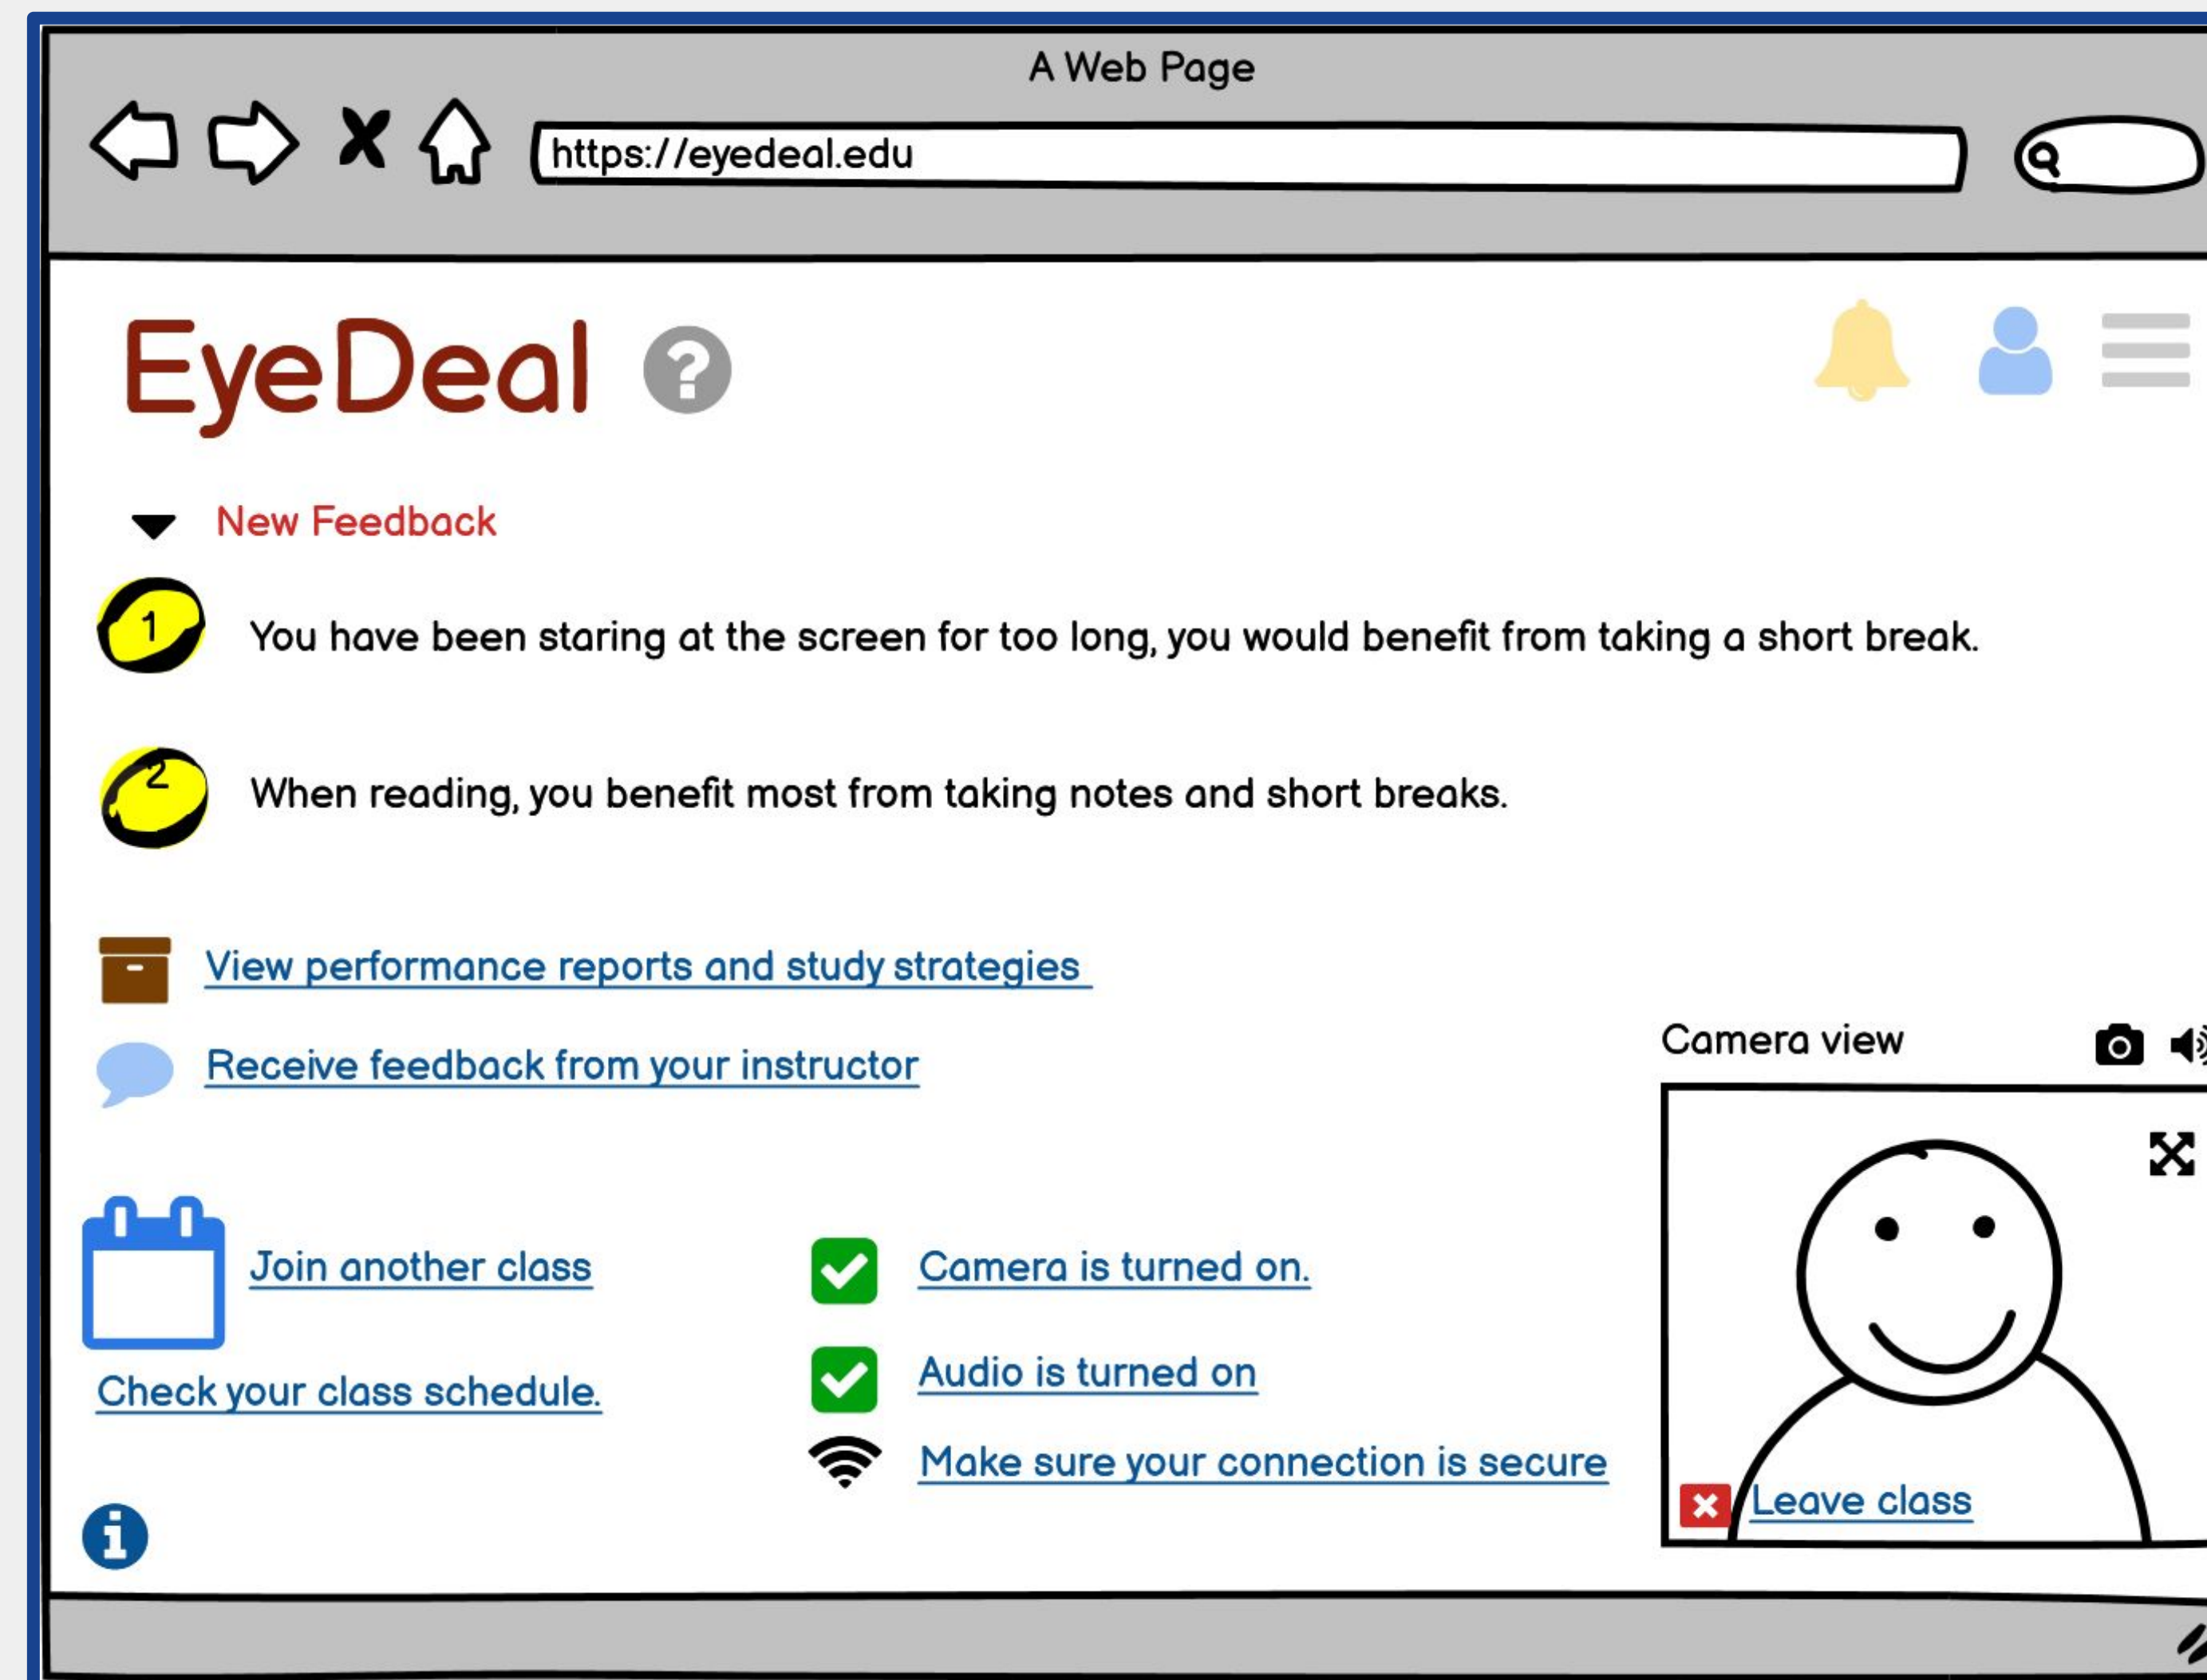 A Web Page
https://eyedeal.edu
EyeDeal
?
New Feedback
1
You have been staring at the screen for too long, you would benefit from taking a short break.
2
When reading, you benefit most from taking notes and short breaks.
View performance reports and study strategies
Receive feedback from your instructor
Camera view
Join another class
Check your class schedule.
Camera is turned on.
Audio is turned on
Make sure your connection is secure
Leave class
i